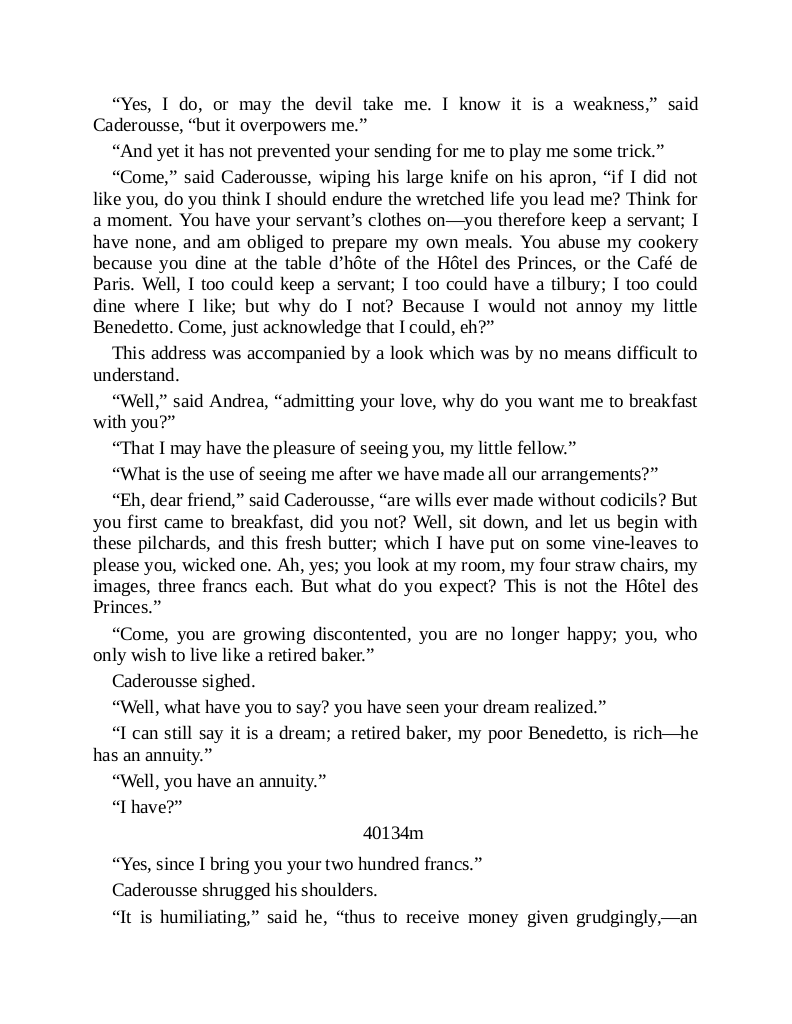 “Yes, I do, or may the devil take me. I know it is a weakness,” said
Caderousse, “but it overpowers me.”
“And yet it has not prevented your sending for me to play me some trick.”
“Come,” said Caderousse, wiping his large knife on his apron, “if I did not
like you, do you think I should endure the wretched life you lead me? Think for
a moment. You have your servant’s clothes on—you therefore keep a servant; I
have none, and am obliged to prepare my own meals. You abuse my cookery
because you dine at the table d’hôte of the Hôtel des Princes, or the Café de
Paris. Well, I too could keep a servant; I too could have a tilbury; I too could
dine where I like; but why do I not? Because I would not annoy my little
Benedetto. Come, just acknowledge that I could, eh?”
This address was accompanied by a look which was by no means difficult to
understand.
“Well,” said Andrea, “admitting your love, why do you want me to breakfast
with you?”
“That I may have the pleasure of seeing you, my little fellow.”
“What is the use of seeing me after we have made all our arrangements?”
“Eh, dear friend,” said Caderousse, “are wills ever made without codicils? But
you first came to breakfast, did you not? Well, sit down, and let us begin with
these pilchards, and this fresh butter; which I have put on some vine-leaves to
please you, wicked one. Ah, yes; you look at my room, my four straw chairs, my
images, three francs each. But what do you expect? This is not the Hôtel des
Princes.”
“Come, you are growing discontented, you are no longer happy; you, who
only wish to live like a retired baker.”
Caderousse sighed.
“Well, what have you to say? you have seen your dream realized.”
“I can still say it is a dream; a retired baker, my poor Benedetto, is rich—he
has an annuity.”
“Well, you have an annuity.”
“I have?”
40134m
“Yes, since I bring you your two hundred francs.”
Caderousse shrugged his shoulders.
“It is humiliating,” said he, “thus to receive money given grudgingly,—an